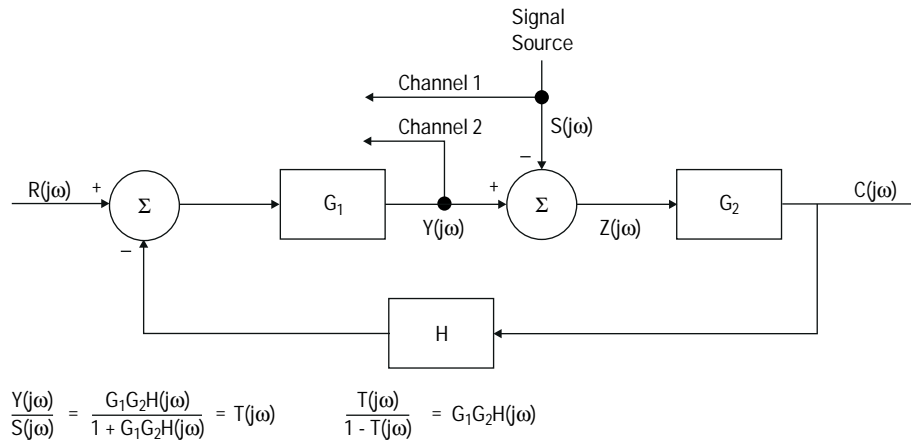 Signal
Source
Channel 1
Channel 2
S(jω)
–
R(jω)
+
Σ
G₁
+
Σ
G₂
C(jω)
Y(jω)
Z(jω)
–
H
Y(jω)/S(jω) = G₁G₂H(jω)/1 + G₁G₂H(jω) = T(jω)
T(jω)/1 - T(jω) = G₁G₂H(jω)